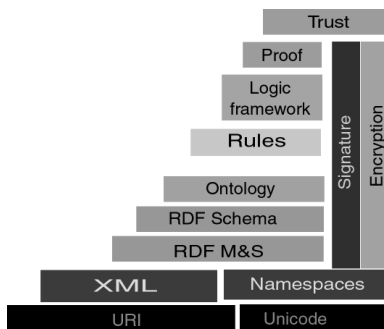 Trust
Proof
Logic
framework
Rules
Ontology
RDF Schema
RDF M&S
Signature
Encryption
XML
Namespaces
URI
Unicode